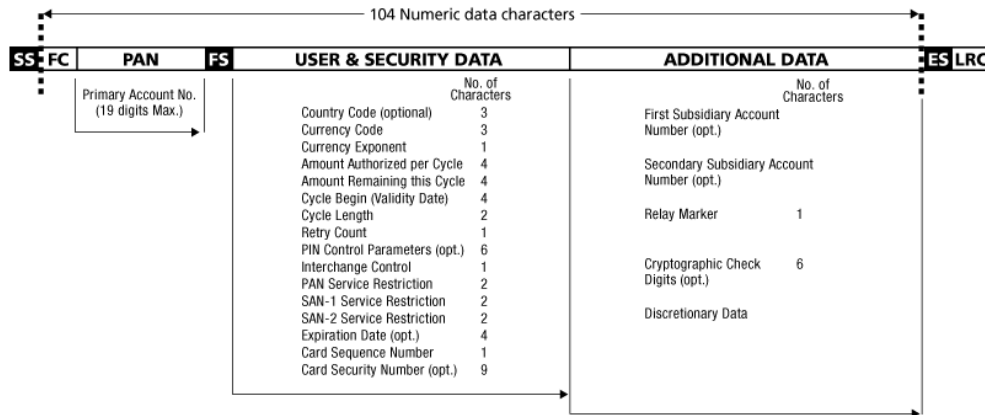 104 Numeric data characters
SS FC PAN FS USER & SECURITY DATA ADDITIONAL DATA ES LRC
Primary Account No.
(19 digits Max.)
No. of
Characters
Country Code (optional) 3
Currency Code 3
Currency Exponent 1
Amount Authorized per Cycle 4
Amount Remaining this Cycle 4
Cycle Begin (Validity Date) 4
Cycle Length 2
Retry Count 1
PIN Control Parameters (opt.) 6
Interchange Control 1
PAN Service Restriction 2
SAN-1 Service Restriction 2
SAN-2 Service Restriction 2
Expiration Date (opt.) 4
Card Sequence Number 1
Card Security Number (opt.) 9
No. of
Characters
First Subsidiary Account
Number (opt.)
Secondary Subsidiary Account
Number (opt.)
Relay Marker 1
Cryptographic Check 6
Digits (opt.)
Discretionary Data